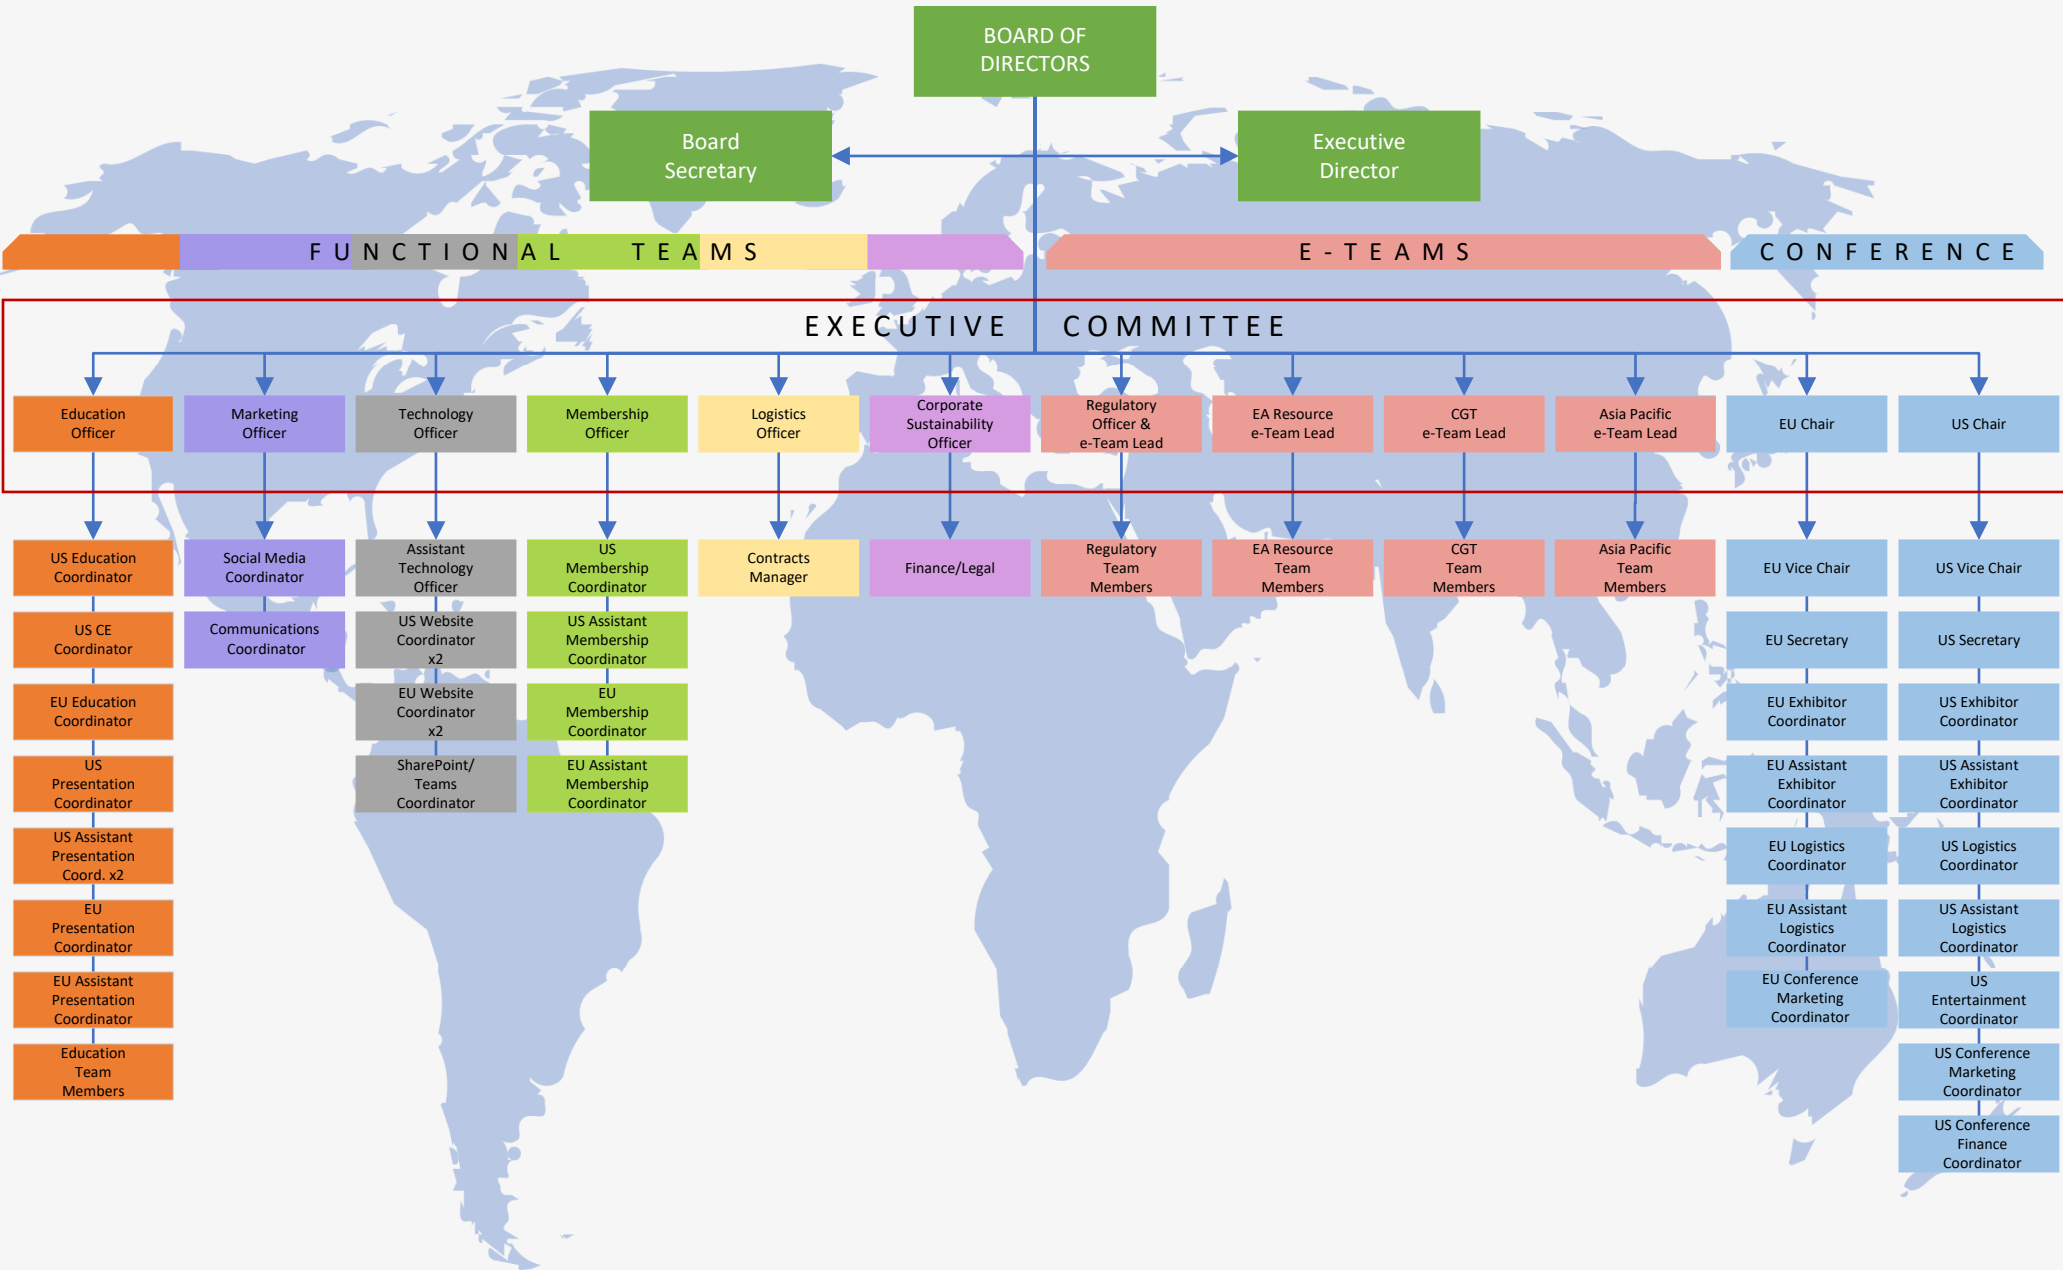 BOARD OF
DIRECTORS
Board
Secretary
Executive
Director
FUNCTIONAL TEAMS
E-TEAMS
CONFERENCE
EXECUTIVE COMMITTEE
Education
Officer
Marketing
Officer
Technology
Officer
Membership
Officer
Logistics
Officer
Corporate
Sustainability
Officer
Regulatory
Officer &
e-Team Lead
EA Resource
e-Team Lead
CGT
e-Team Lead
Asia Pacific
e-Team Lead
EU Chair
US Chair
US Education
Coordinator
US CE
Coordinator
EU Education
Coordinator
US
Presentation
Coordinator
US Assistant
Presentation
Coord. x2
EU
Presentation
Coordinator
EU Assistant
Presentation
Coordinator
Education
Team
Members
Social Media
Coordinator
Communications
Coordinator
Assistant
Technology
Officer
US Website
Coordinator
x2
EU Website
Coordinator
x2
SharePoint/
Teams
Coordinator
US
Membership
Coordinator
US Assistant
Membership
Coordinator
EU
Membership
Coordinator
EU Assistant
Membership
Coordinator
Contracts
Manager
Finance/Legal
Regulatory
Team
Members
EA Resource
Team
Members
CGT
Team
Members
Asia Pacific
Team
Members
EU Vice Chair
EU Secretary
EU Exhibitor
Coordinator
EU Assistant
Exhibitor
Coordinator
EU Logistics
Coordinator
EU Assistant
Logistics
Coordinator
EU Conference
Marketing
Coordinator
US Vice Chair
US Secretary
US Exhibitor
Coordinator
US Assistant
Exhibitor
Coordinator
US Logistics
Coordinator
US Assistant
Logistics
Coordinator
US
Entertainment
Coordinator
US Conference
Marketing
Coordinator
US Conference
Finance
Coordinator